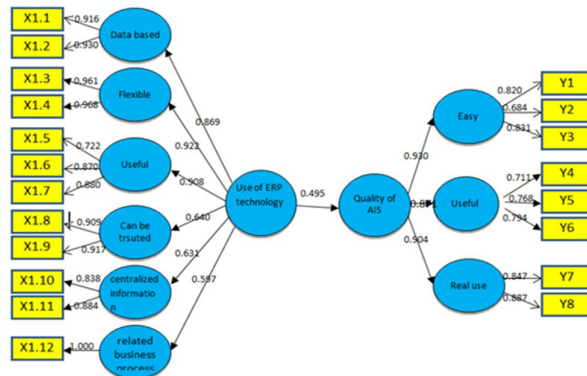 X1.1
0.916
Data based
X1.2
0.930
X1.3
0.961
Flexible
X1.4
0.968
X1.5
0.722
X1.6
0.870
Useful
X1.7
0.880
X1.8
0.909
Can be
trsuted
X1.9
0.917
X1.10
0.838
centralized
informatio
n
X1.11
0.884
X1.12
1.000
related
business
process
0.869
0.922
0.908
0.640
0.631
0.597
Use of ERP
technology
0.495
Quality of
AIS
0.930
0.904
Easy
0.820
Y1
0.684
Y2
0.831
Y3
Useful
0.711
Y4
0.768
Y5
0.794
Y6
Real use
0.847
Y7
0.887
Y8